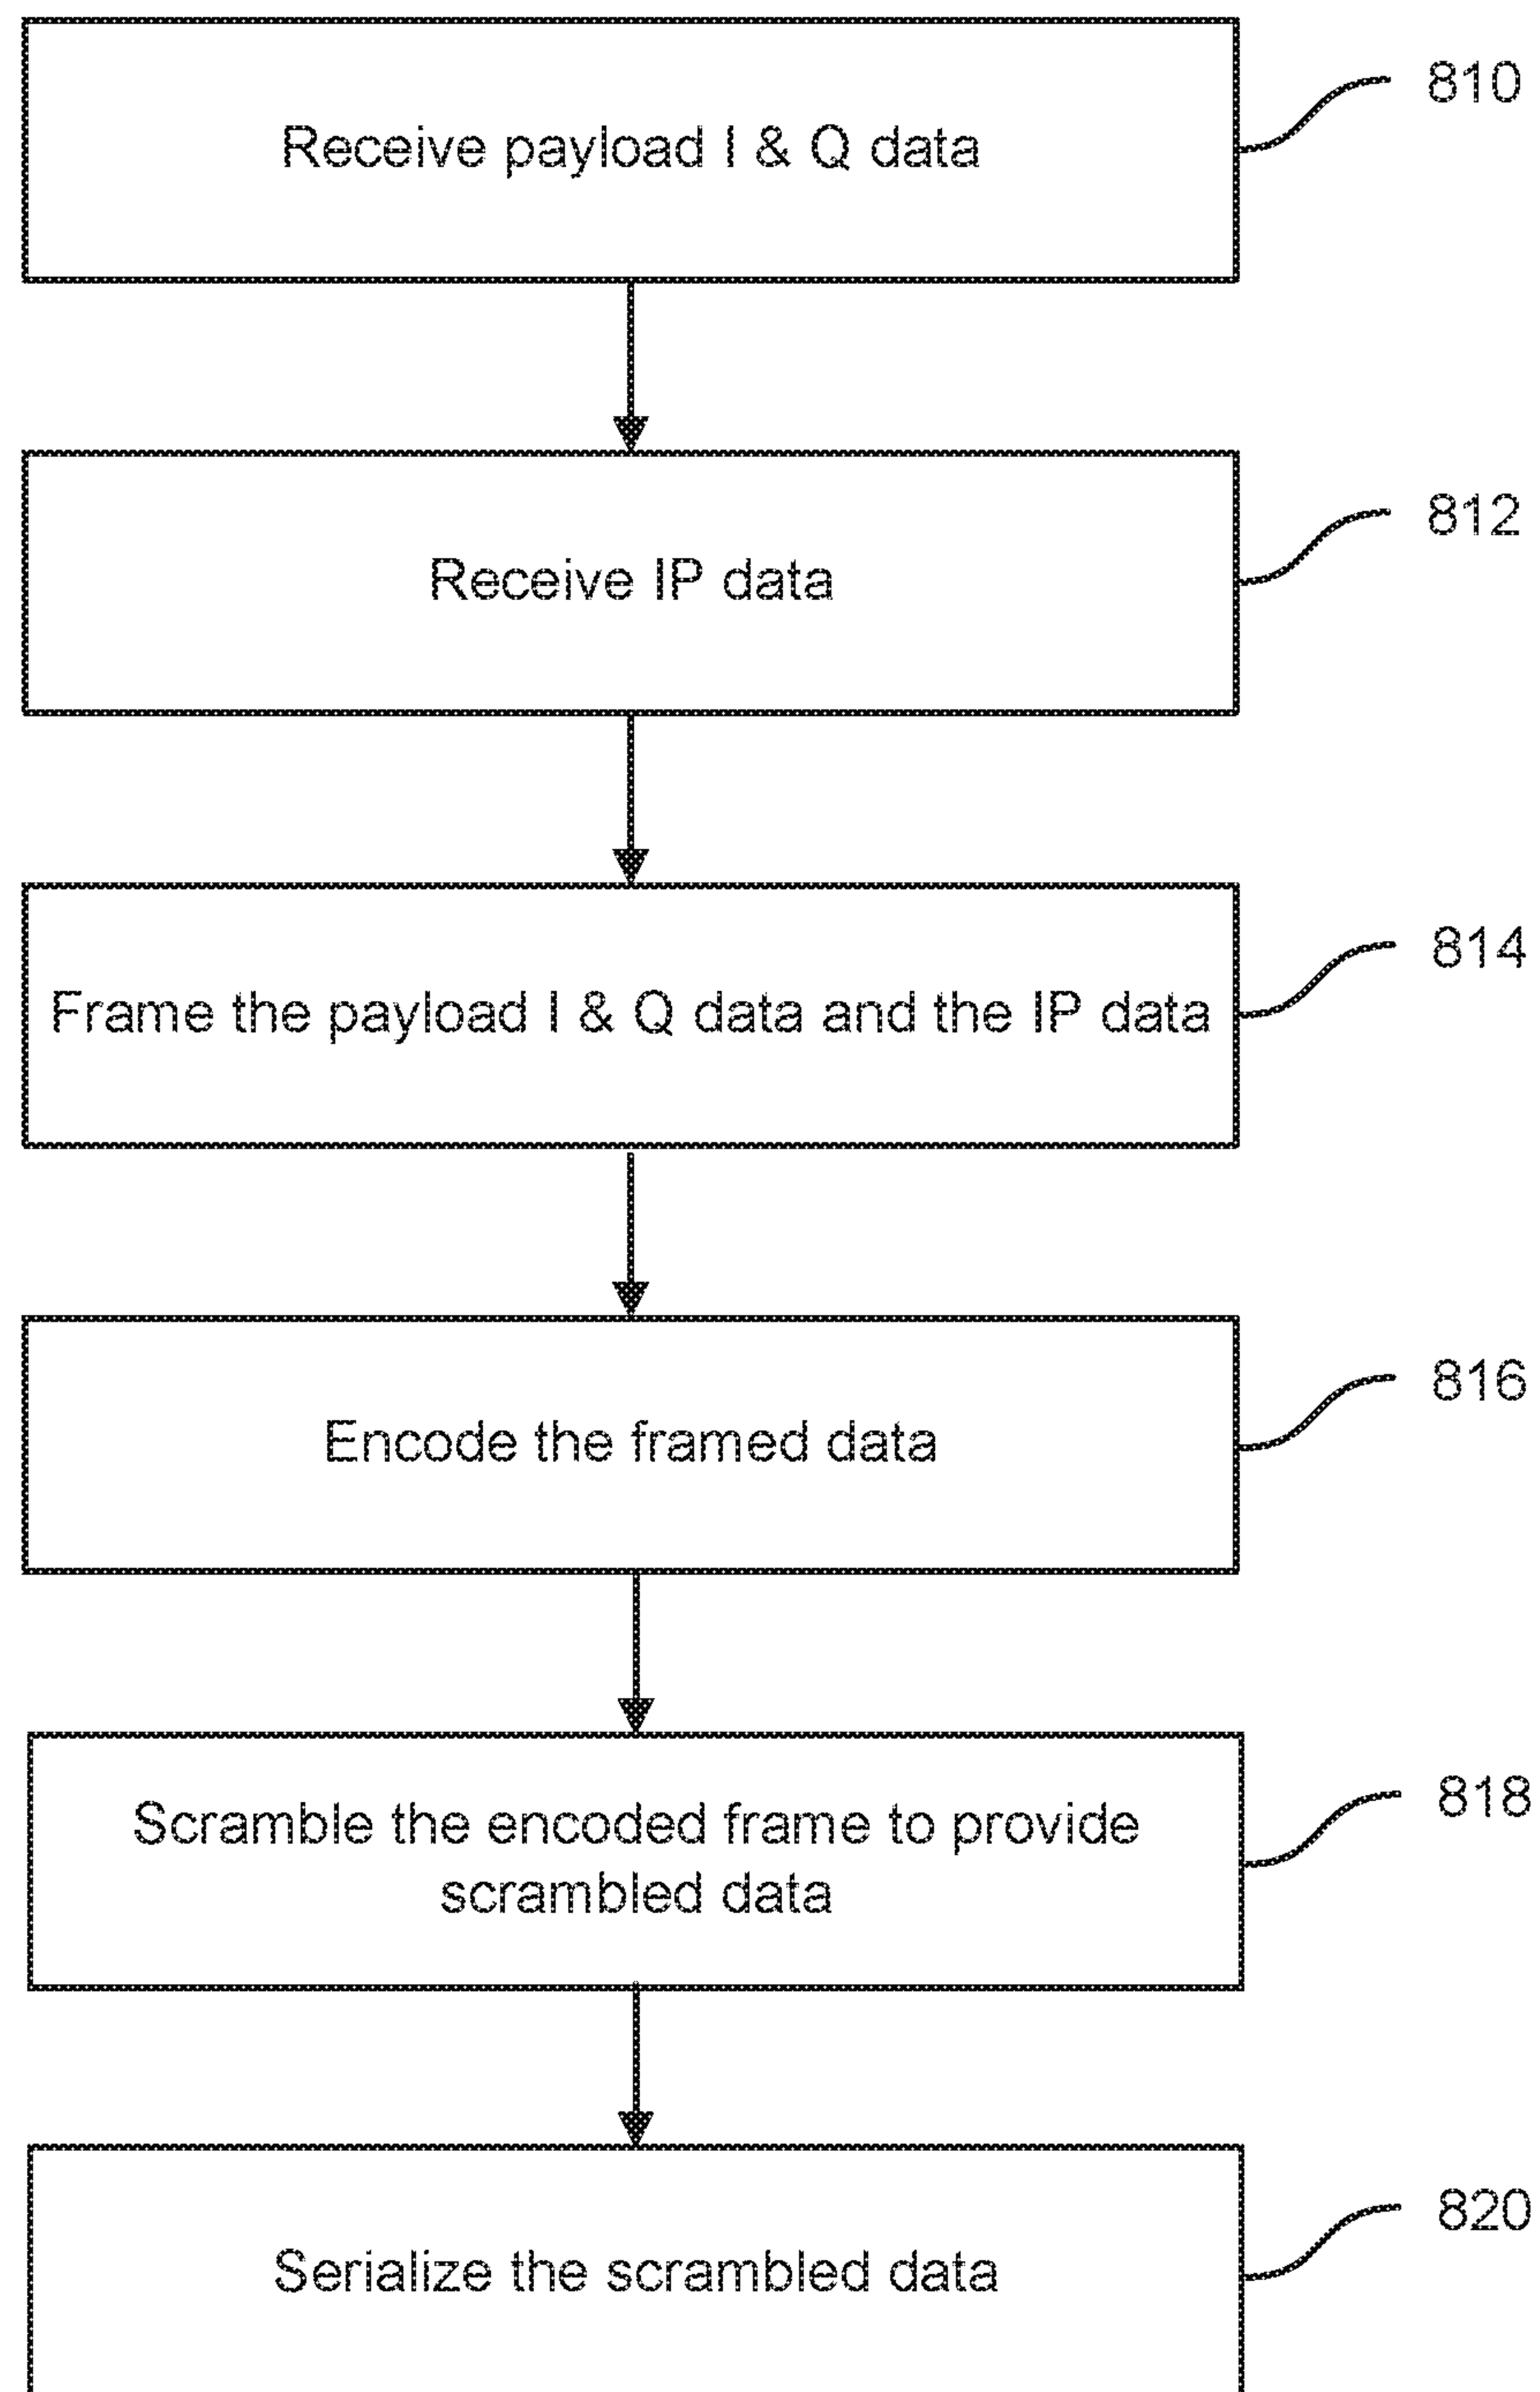 Receive payload I & Q data
810
Receive IP data
812
Frame the payload I & Q data and the IP data
814
Encode the framed data
816
Scramble the encoded frame to provide
scrambled data
818
Serialize the scrambled data
820